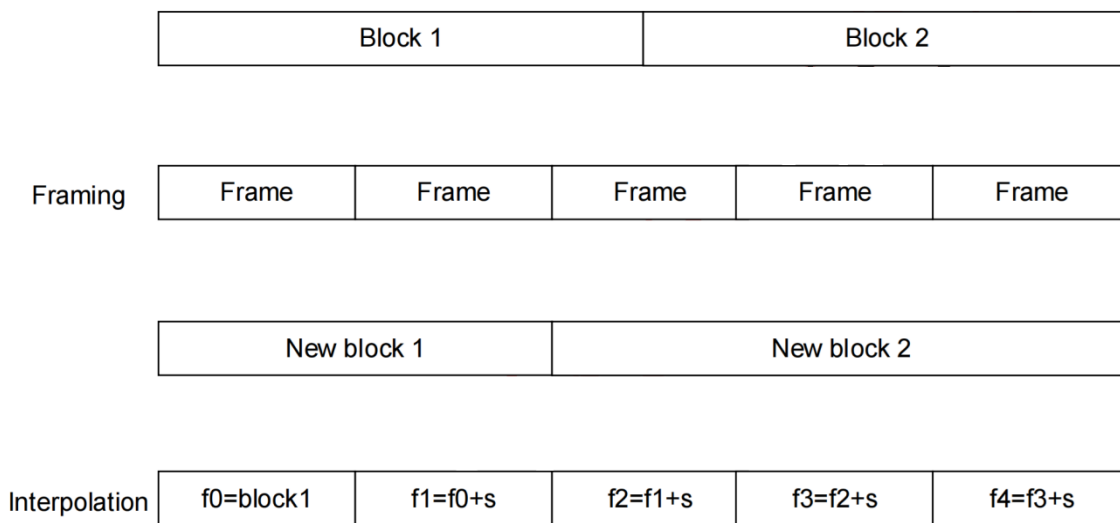 Block 1 Block 2
Framing Frame Frame Frame Frame Frame
New block 1 New block 2
Interpolation f0=block1 f1=f0+s f2=f1+s f3=f2+s f4=f3+s